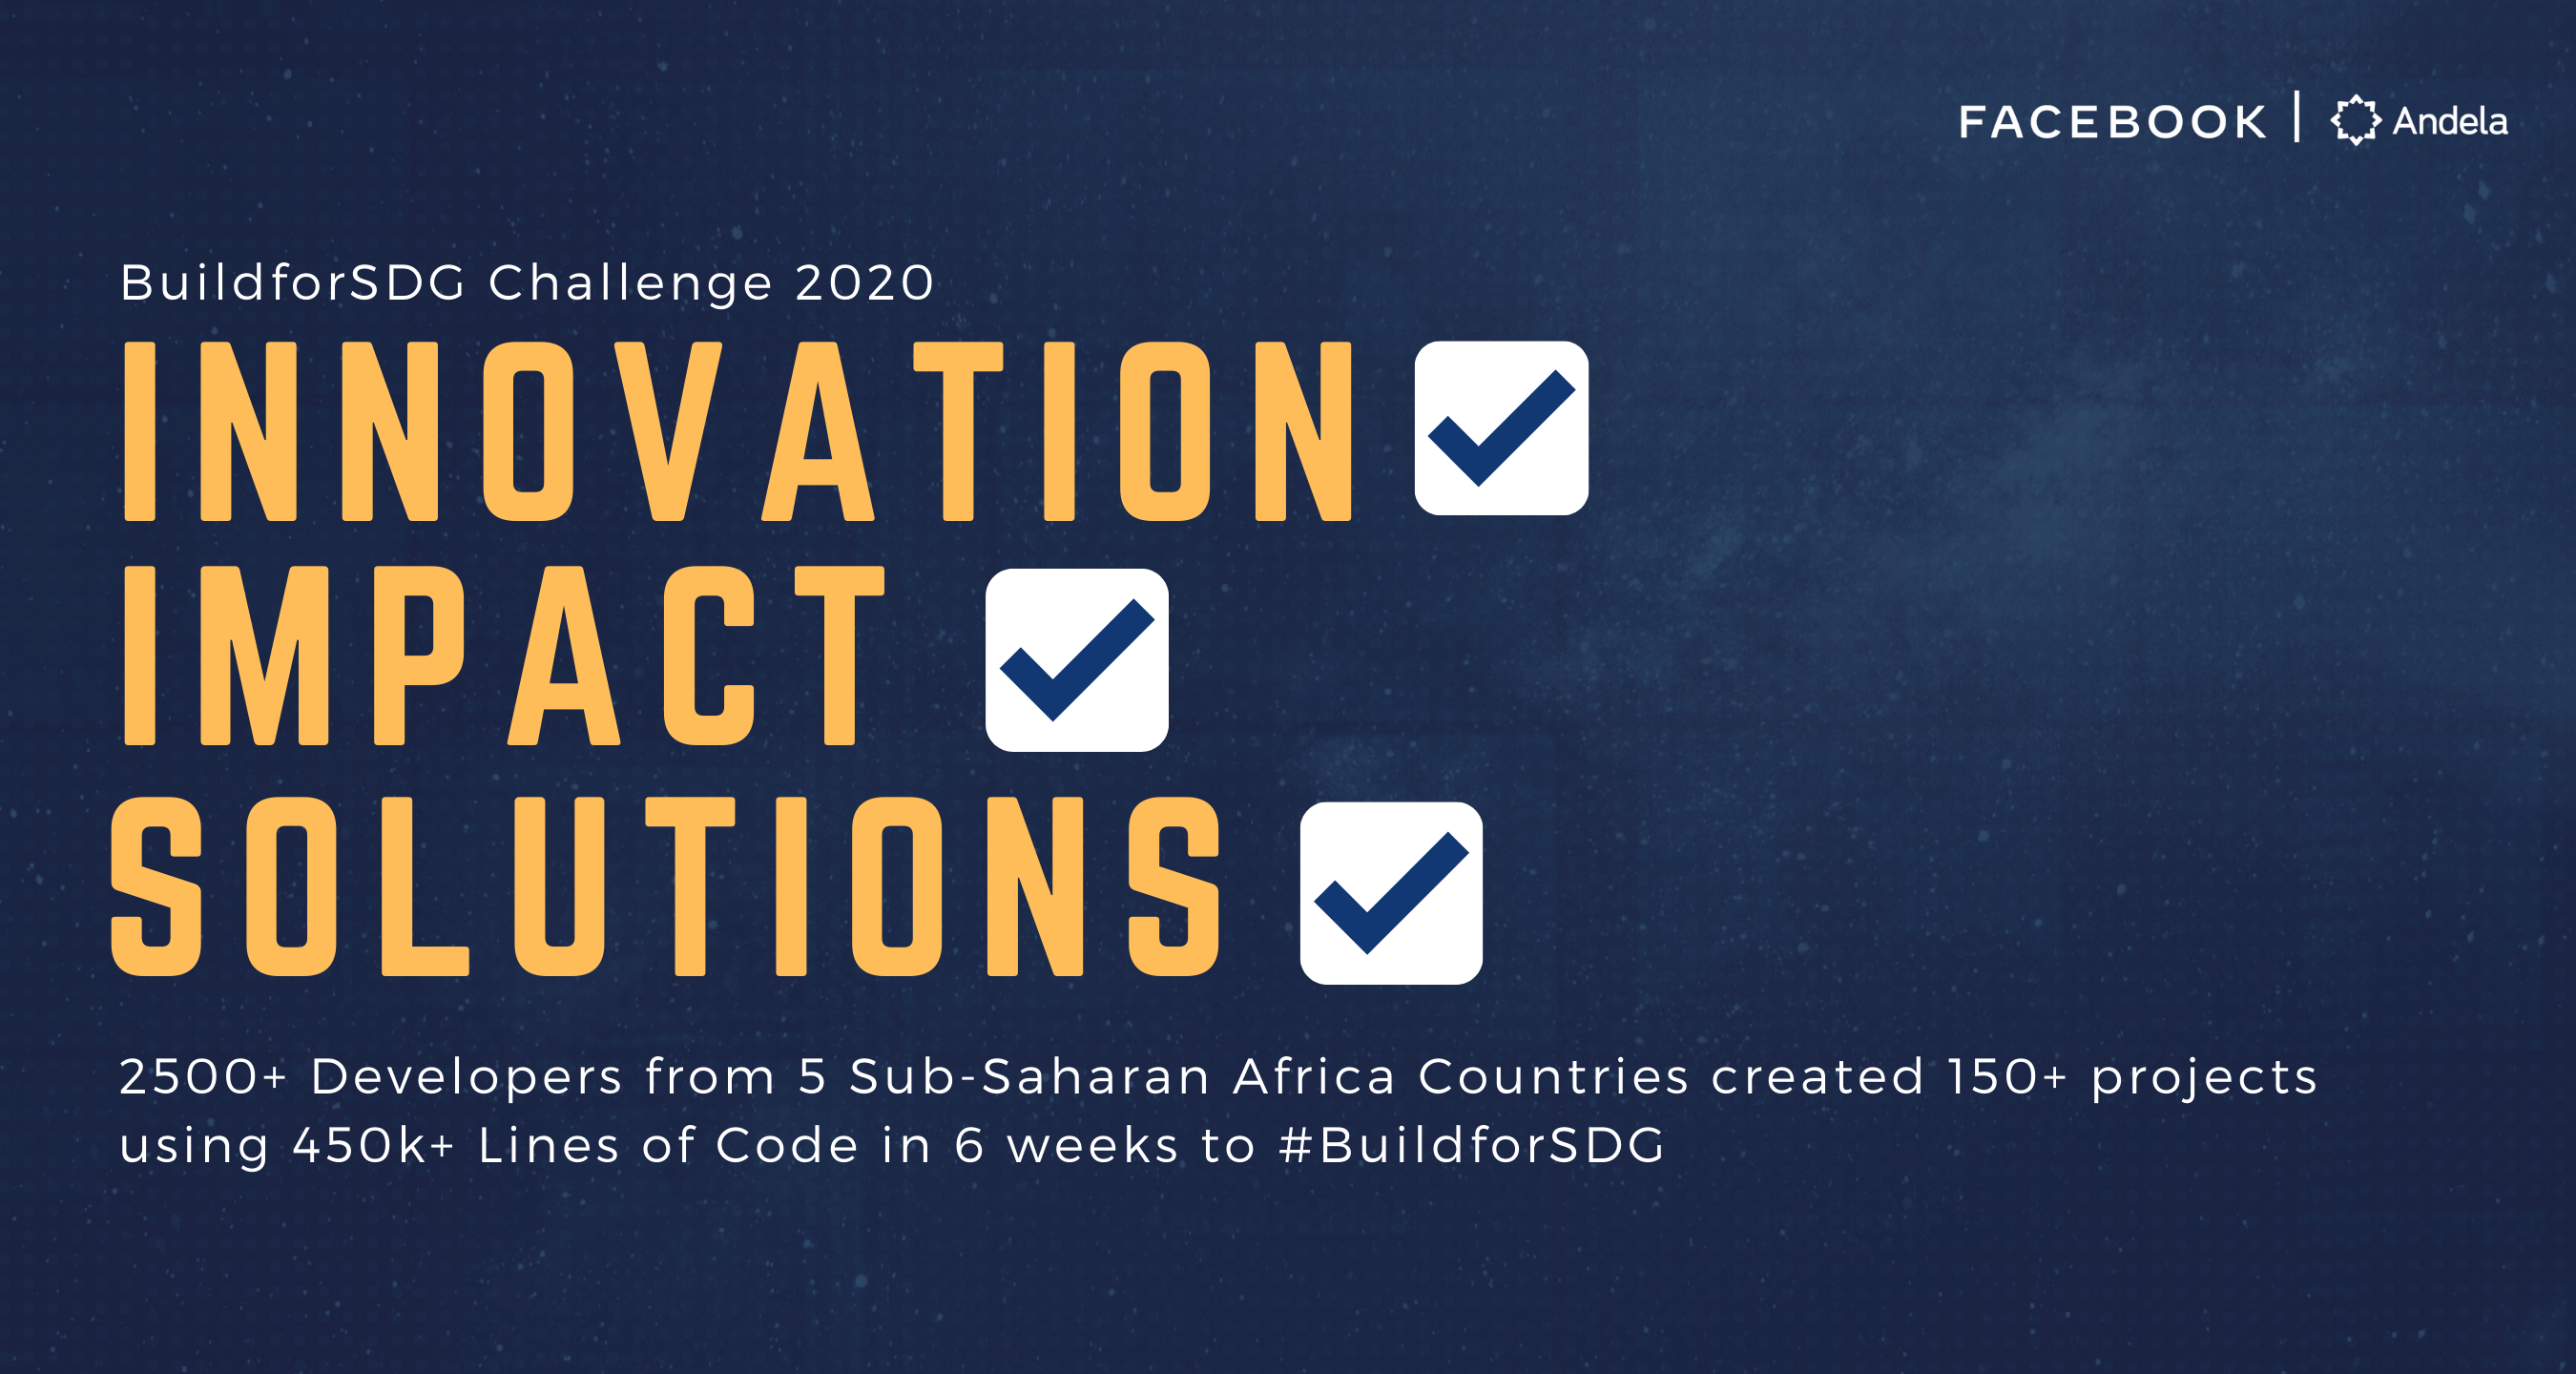 FACEBOOK | Andela
BuildforSDG Challenge 2020
INNOVATION
IMPACT
SOLUTIONS
2500+ Developers from 5 Sub-Saharan Africa Countries created 150+ projects
using 450k+ Lines of Code in 6 weeks to #BuildforSDG